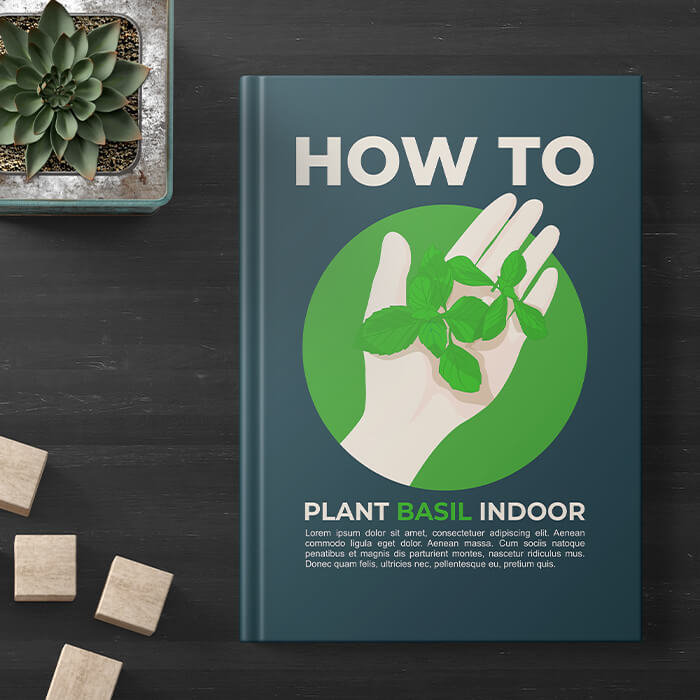 HOW TO
PLANT BASIL INDOOR
Lorem ipsum dolor sit amet, consectetuer adipiscing elit. Aenean
commodo ligula eget dolor. Aenean massa. Cum sociis natoque
penatibus et magnis dis parturient montes, nascetur ridiculus mus.
Donec quam felis, ultricies nec, pellentesque eu, pretium quis.